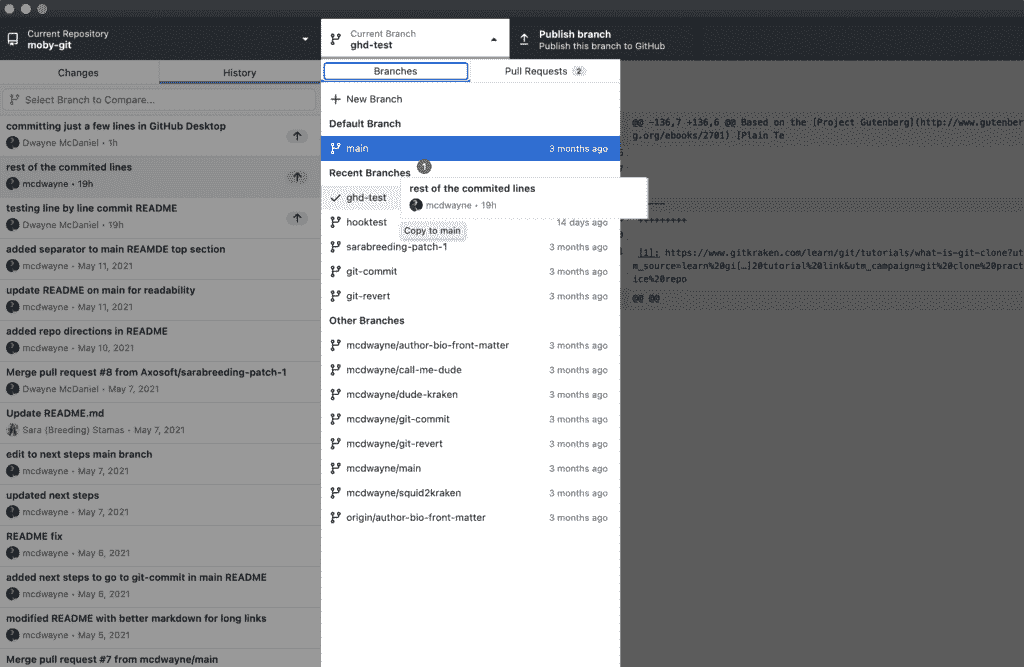 Current Repository
moby-git
Current Branch
ghd-test
Publish branch
Publish this branch to GitHub
Changes
History
Select Branch to Compare...
committing just a few lines in GitHub Desktop
Dwayne McDaniel • 1h
rest of the commited lines
mcdwayne • 19h
testing line by line commit README
Dwayne McDaniel • 19h
added separator to main REAMDE top section
mcdwayne • May 11, 2021
update README on main for readability
mcdwayne • May 11, 2021
added repo directions in README
mcdwayne • May 10, 2021
Merge pull request #8 from Axosoft/sarabreeding-patch-1
Dwayne McDaniel • May 7, 2021
Update README.md
Sara (Breeding) Stamas • May 7, 2021
edit to next steps main branch
mcdwayne • May 7, 2021
updated next steps
mcdwayne • May 7, 2021
README fix
mcdwayne • May 6, 2021
added next steps to go to git-commit in main README
mcdwayne • May 6, 2021
modified README with better markdown for long links
mcdwayne • May 5, 2021
Merge pull request #7 from mcdwayne/main
Branches
Pull Requests 2
New Branch
Default Branch
main 3 months ago
Recent Branches
1
ghd-test
rest of the commited lines
mcdwayne • 19h
hooktest 14 days ago
Copy to main
sarabreeding-patch-1 3 months ago
git-commit 3 months ago
git-revert 3 months ago
Other Branches
mcdwayne/author-bio-front-matter 3 months ago
mcdwayne/call-me-dude 3 months ago
mcdwayne/dude-kraken 3 months ago
mcdwayne/git-commit 3 months ago
mcdwayne/git-revert 3 months ago
mcdwayne/main 3 months ago
mcdwayne/squid2kraken 3 months ago
origin/author-bio-front-matter 3 months ago
@@ -136,7 +136,6 @@ Based on the [Project Gutenberg](http://www.gutenber
g.org/ebooks/2701) [Plain Te
[1]: https://www.gitkraken.com/learn/git/tutorials/what-is-git-clone?ut
m_source=learn%20gi[…]20tutorial%20link&utm_campaign=git%20clone%20pract
ice%20repo
@@ @@